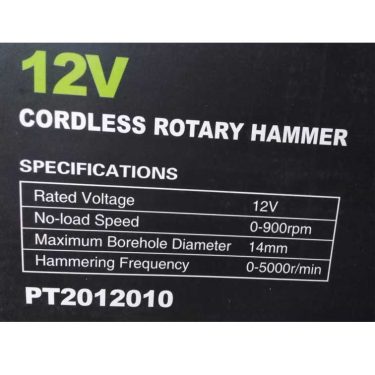 12V
CORDLESS ROTARY HAMMER
SPECIFICATIONS
Rated Voltage 12V
No-load Speed 0-900rpm
Maximum Borehole Diameter 14mm
Hammering Frequency 0-5000r/min
PT2012010